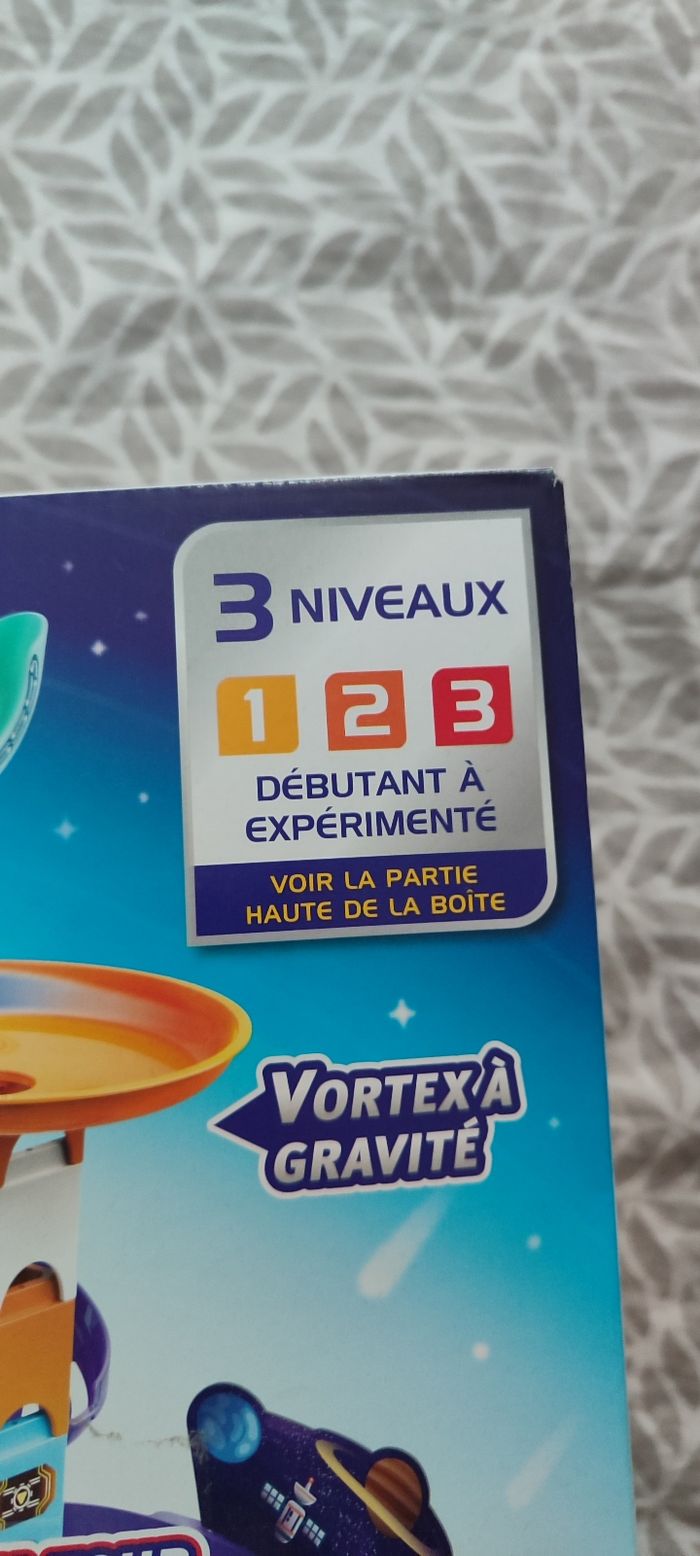 3 NIVEAUX
1 2 3
DÉBUTANT À
EXPÉRIMENTÉ
VOIR LA PARTIE
HAUTE DE LA BOÎTE
VORTEX À
GRAVITÉ